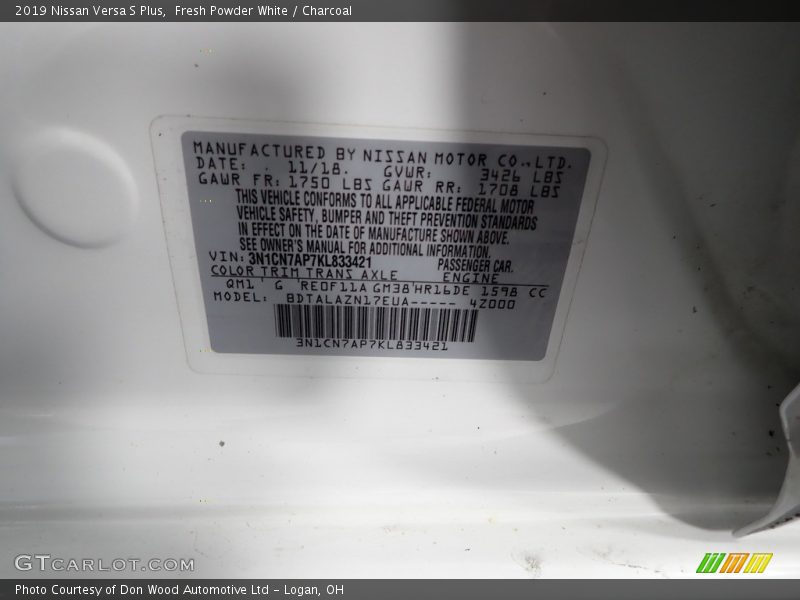 2019 Nissan Versa S Plus,  Fresh Powder White / Charcoal
MANUFACTURED BY NISSAN MOTOR CO.,LTD.
DATE: . 11/18. GVWR: 3426 LBS
GAWR FR: 1750 LBS GAWR RR: 1708 LBS
THIS VEHICLE CONFORMS TO ALL APPLICABLE FEDERAL MOTOR
VEHICLE SAFETY, BUMPER AND THEFT PREVENTION STANDARDS
IN EFFECT ON THE DATE OF MANUFACTURE SHOWN ABOVE.
SEE OWNER'S MANUAL FOR ADDITIONAL INFORMATION.
VIN: 3N1CN7AP7KL833421 PASSENGER CAR.
COLOR TRIM TRANS AXLE ENGINE
QM1' G 'RE0F11A GM38'HR16DE 1598 CC
MODEL: BDTALAZN17EUA----- 4Z000
3N1CN7AP7KL833421
GTCARLOT.COM
Photo Courtesy of Don Wood Automotive Ltd - Logan, OH